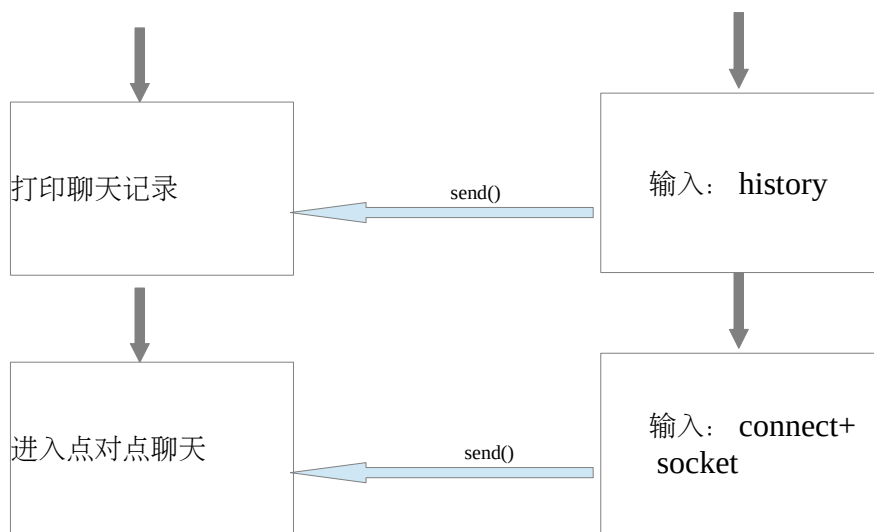 打印聊天记录
send()
输入： history
进入点对点聊天
send()
输入： connect+
socket